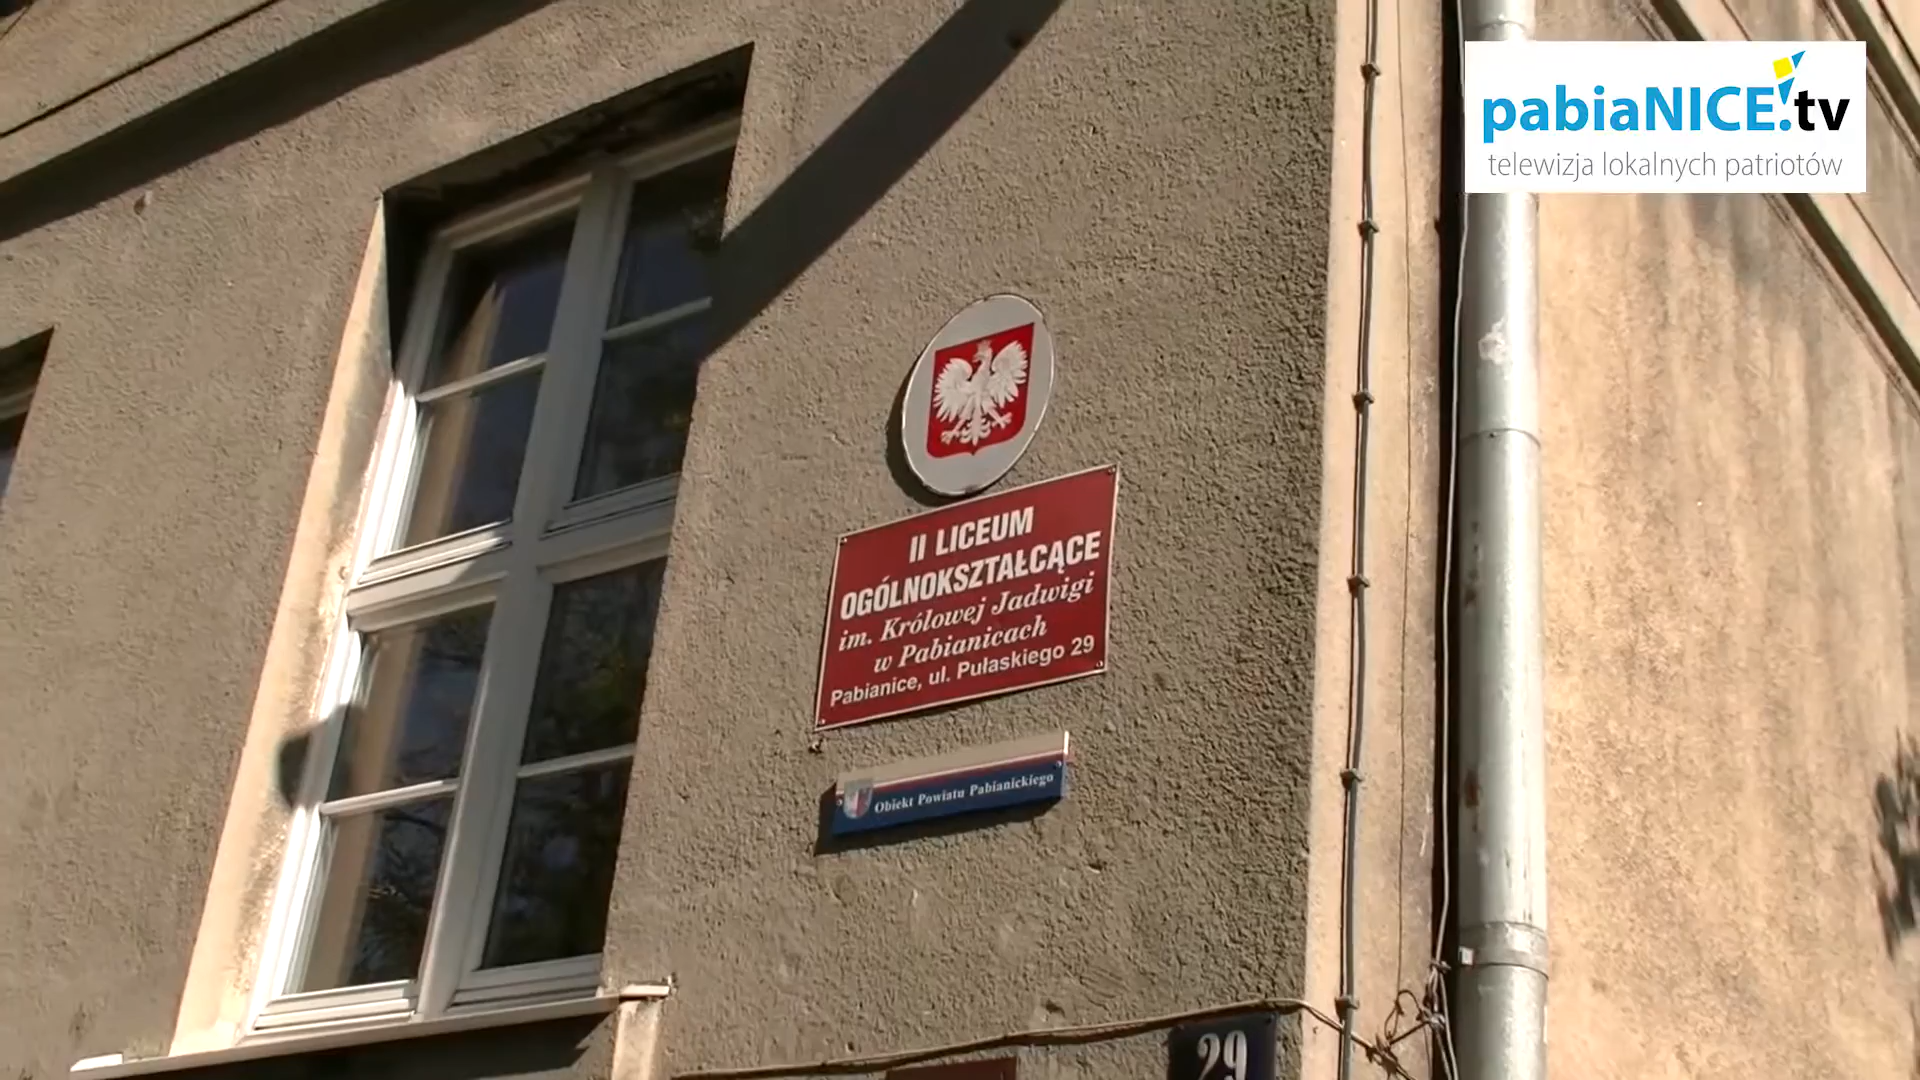 pabiaNICE.tv
telewizja lokalnych patriotów
II LICEUM
OGÓLNOKSZTAŁCĄCE
im. Królowej Jadwigi
w Pabianicach
Pabianice, ul. Pułaskiego 29
Obiekt Powiatu Pabianickiego
29